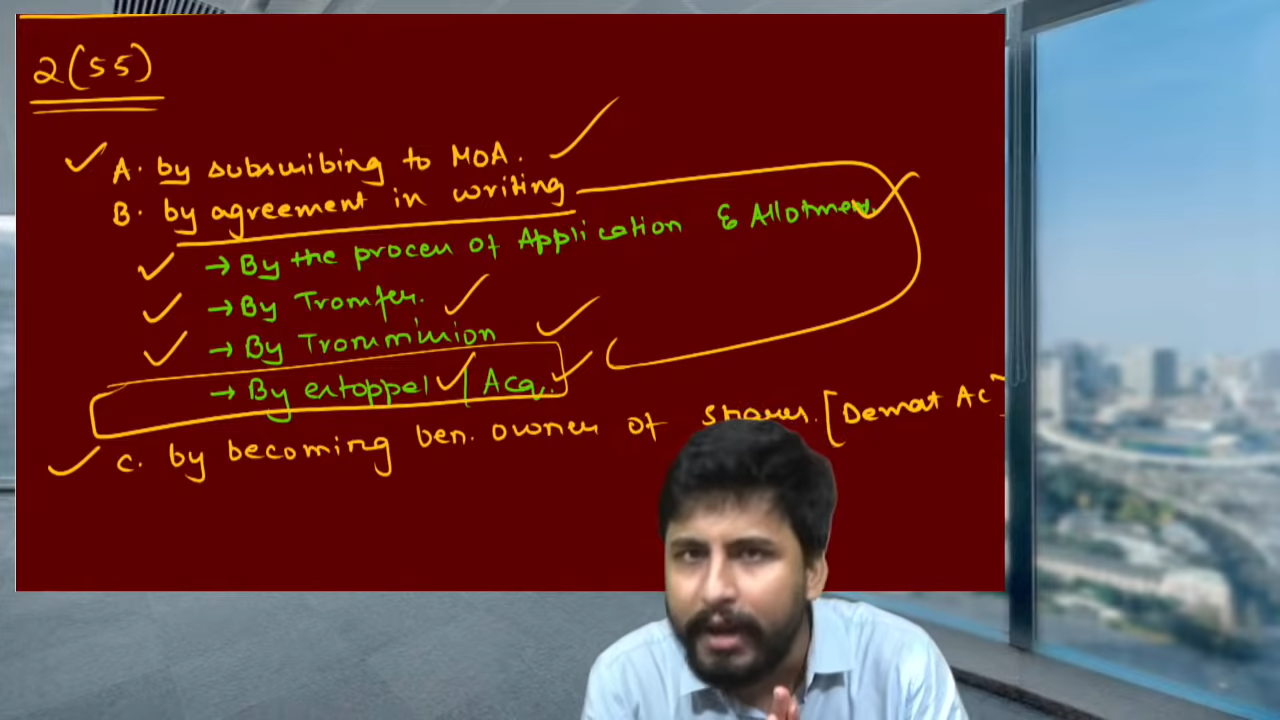 2(55)
A. by subscribing to MOA.
B. by agreement in writing
→ By the process of Application & Allotment.
→ By Transfer.
→ By Transmission
→ By estoppel / Acq.
C. by becoming ben. owner of shares. [Demat Ac